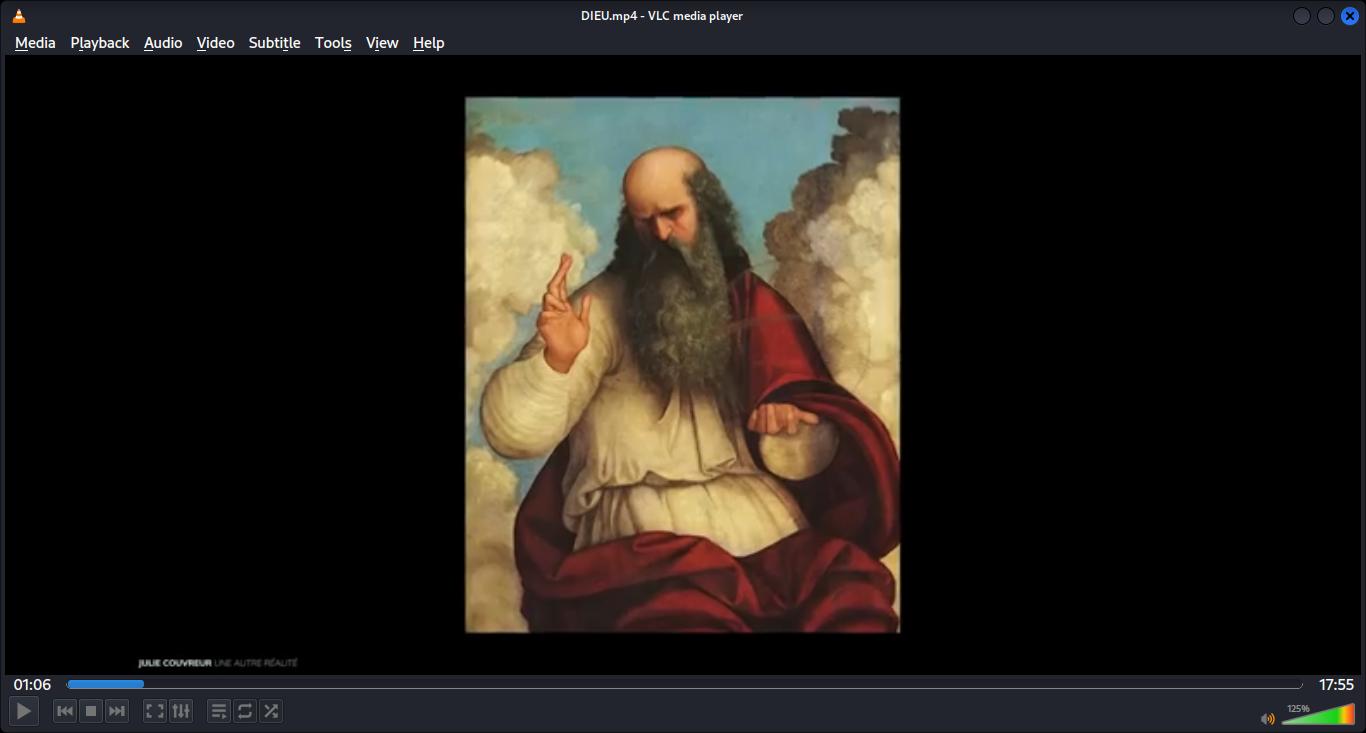 DIEU.mp4 - VLC media player
Media Playback Audio Video Subtitle Tools View Help
JULIE COUVREUR UNE AUTRE RÉALITÉ
01:06 17:55
125%